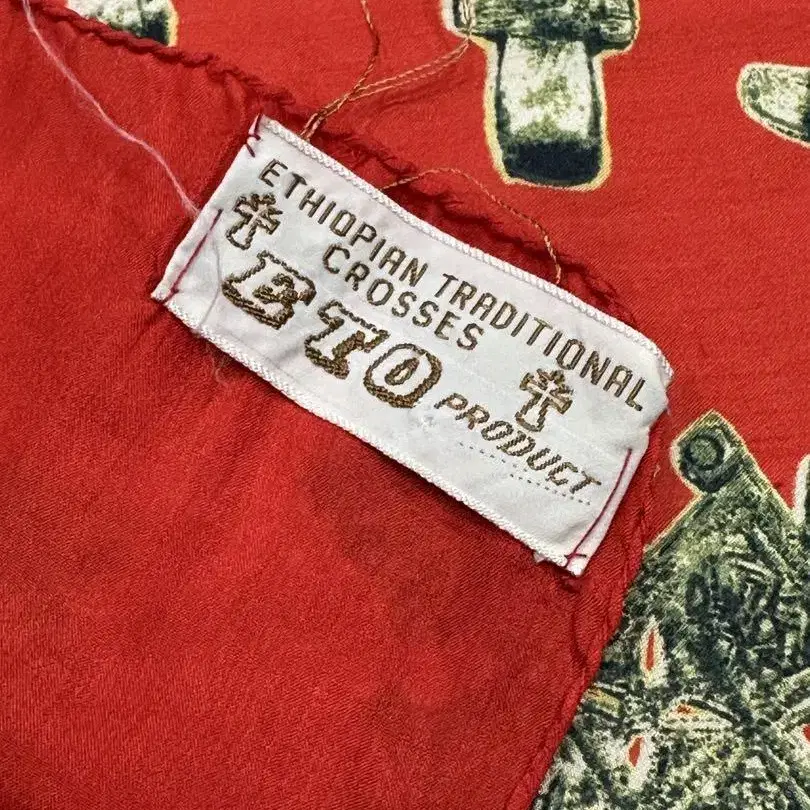 ETHIOPIAN TRADITIONAL
CROSSES
ETO PRODUCT